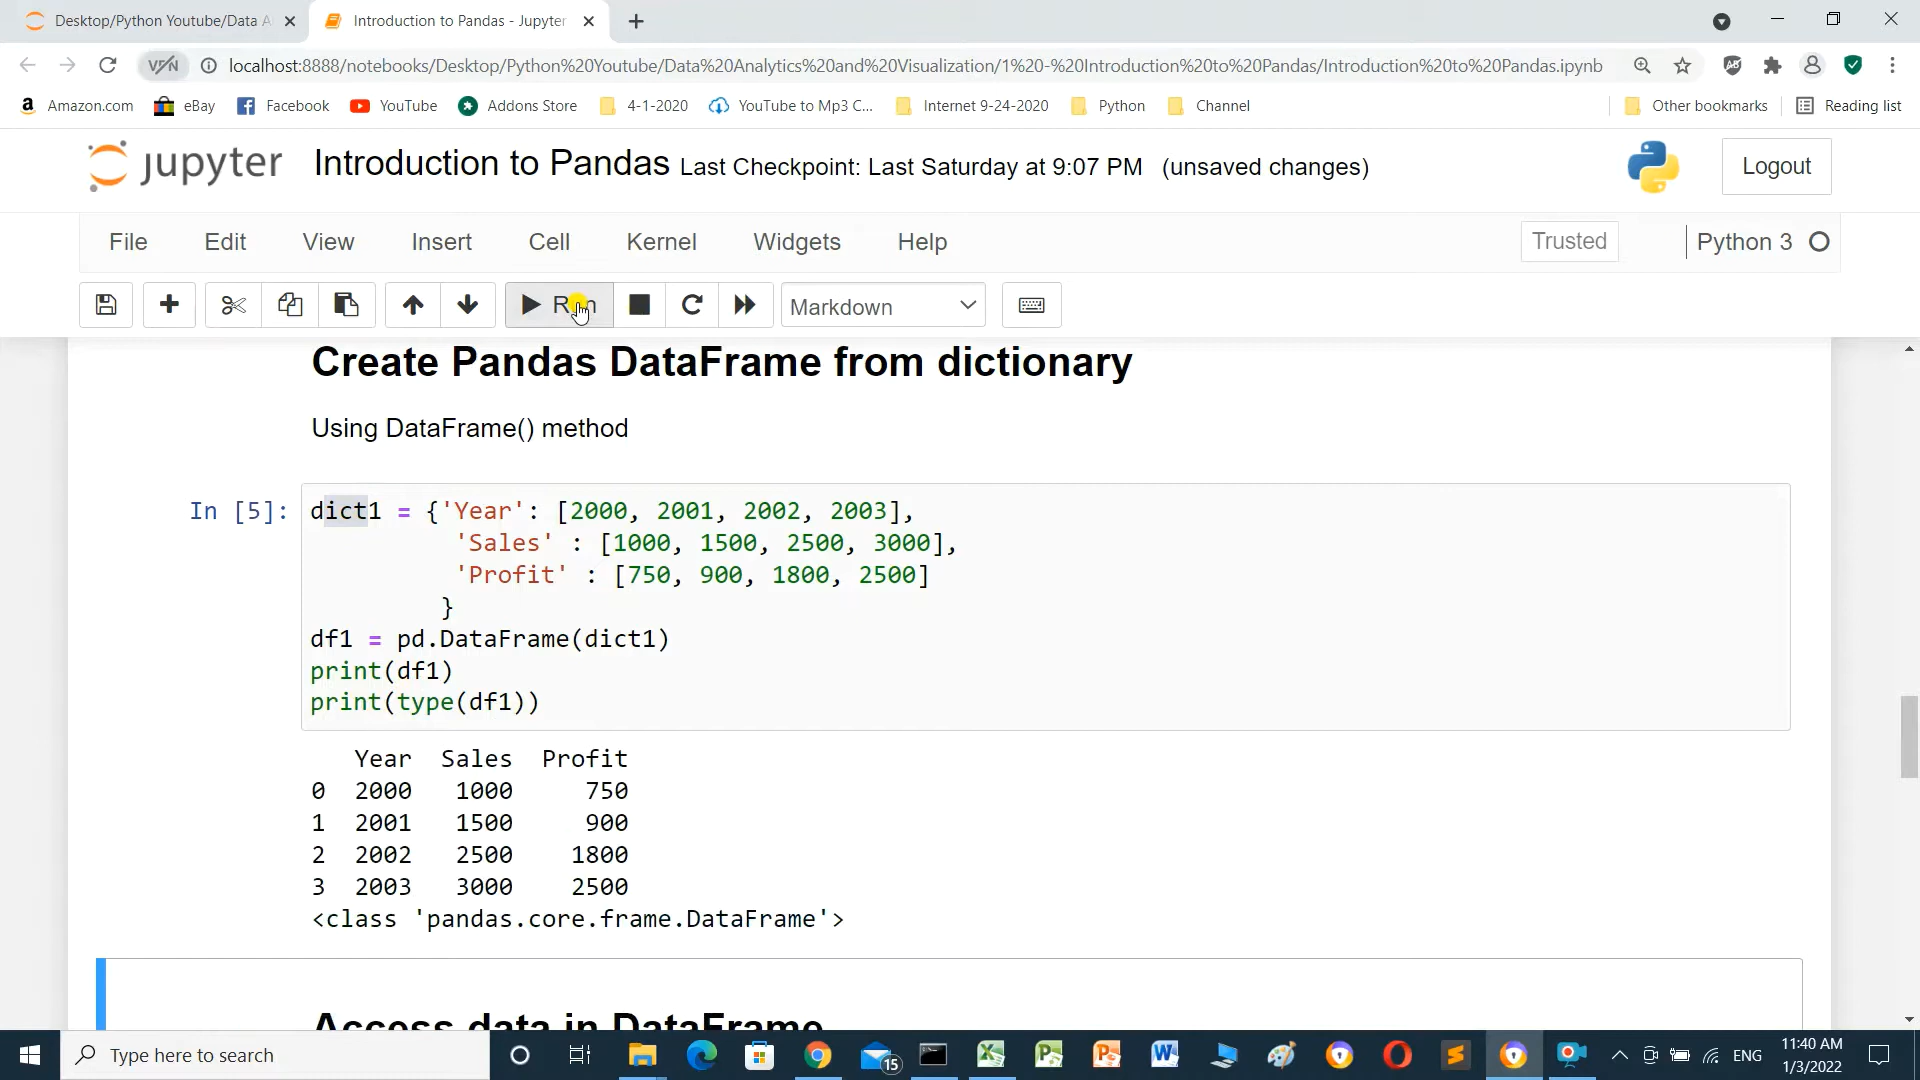 Desktop/Python Youtube/Data A
Introduction to Pandas - Jupyter
VPN
localhost:8888/notebooks/Desktop/Python%20Youtube/Data%20Analytics%20and%20Visualization/1%20-%20Introduction%20to%20Pandas/Introduction%20to%20Pandas.ipynb
Amazon.com
eBay
Facebook
YouTube
Addons Store
4-1-2020
YouTube to Mp3 C...
Internet 9-24-2020
Python
Channel
Other bookmarks
Reading list
jupyter
Introduction to Pandas Last Checkpoint: Last Saturday at 9:07 PM (unsaved changes)
Logout
File
Edit
View
Insert
Cell
Kernel
Widgets
Help
Trusted
Python 3
Run
Markdown
Create Pandas DataFrame from dictionary
Using DataFrame() method
In [5]:
dict1 = {'Year': [2000, 2001, 2002, 2003],
'Sales' : [1000, 1500, 2500, 3000],
'Profit' : [750, 900, 1800, 2500]
}
df1 = pd.DataFrame(dict1)
print(df1)
print(type(df1))
Year Sales Profit
0 2000 1000 750
1 2001 1500 900
2 2002 2500 1800
3 2003 3000 2500
<class 'pandas.core.frame.DataFrame'>
Access data in DataFrame
Type here to search
15
ENG
11:40 AM
1/3/2022